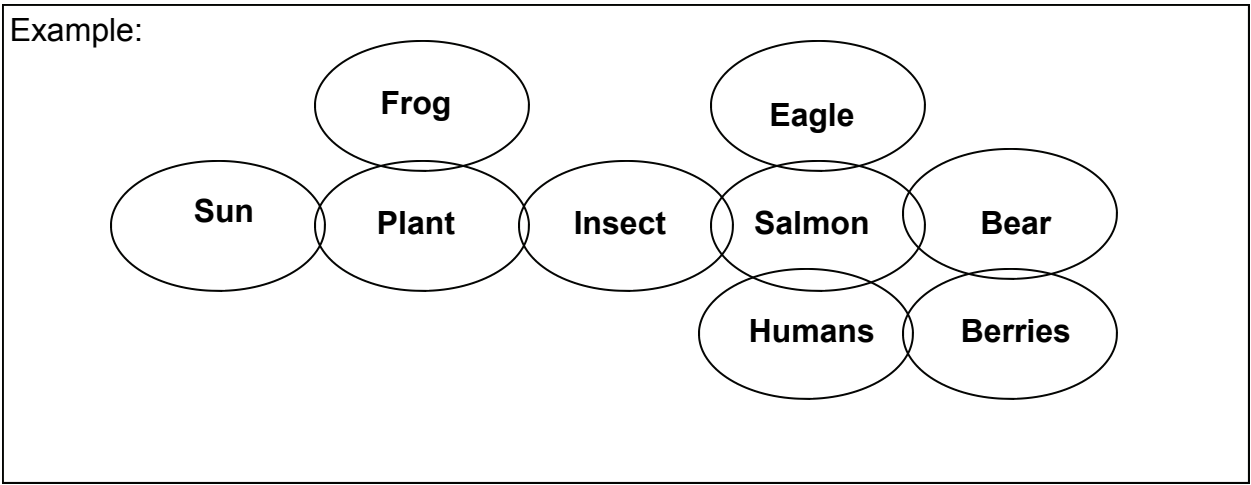 Example:
Frog
Eagle
Sun
Plant
Insect
Salmon
Bear
Humans
Berries